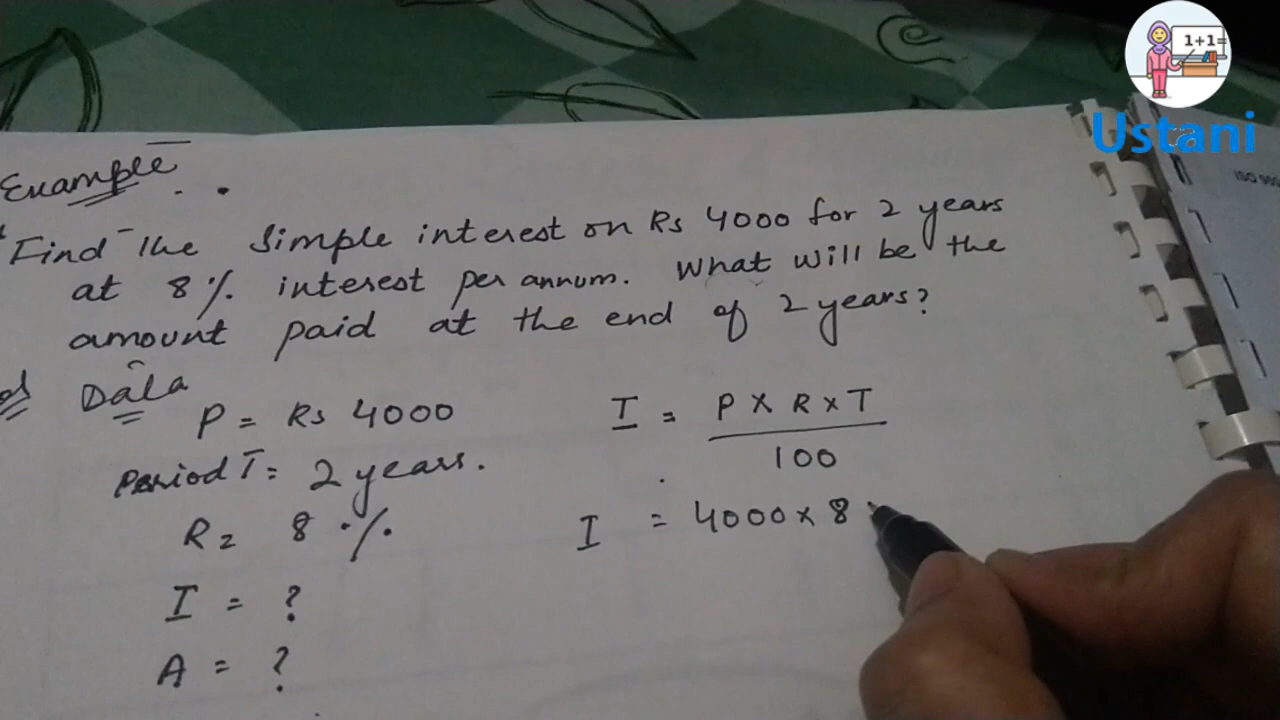 1+1=
Ustani
ISO 900
Example
Find the Simple interest on Rs 4000 for 2 years
at 8% interest per annum. What will be the
amount paid at the end of 2 years?
Data
P = Rs 4000
Period T = 2 years.
R = 8 %
I = ?
A = ?
I = P X R X T
100
I = 4000 x 8